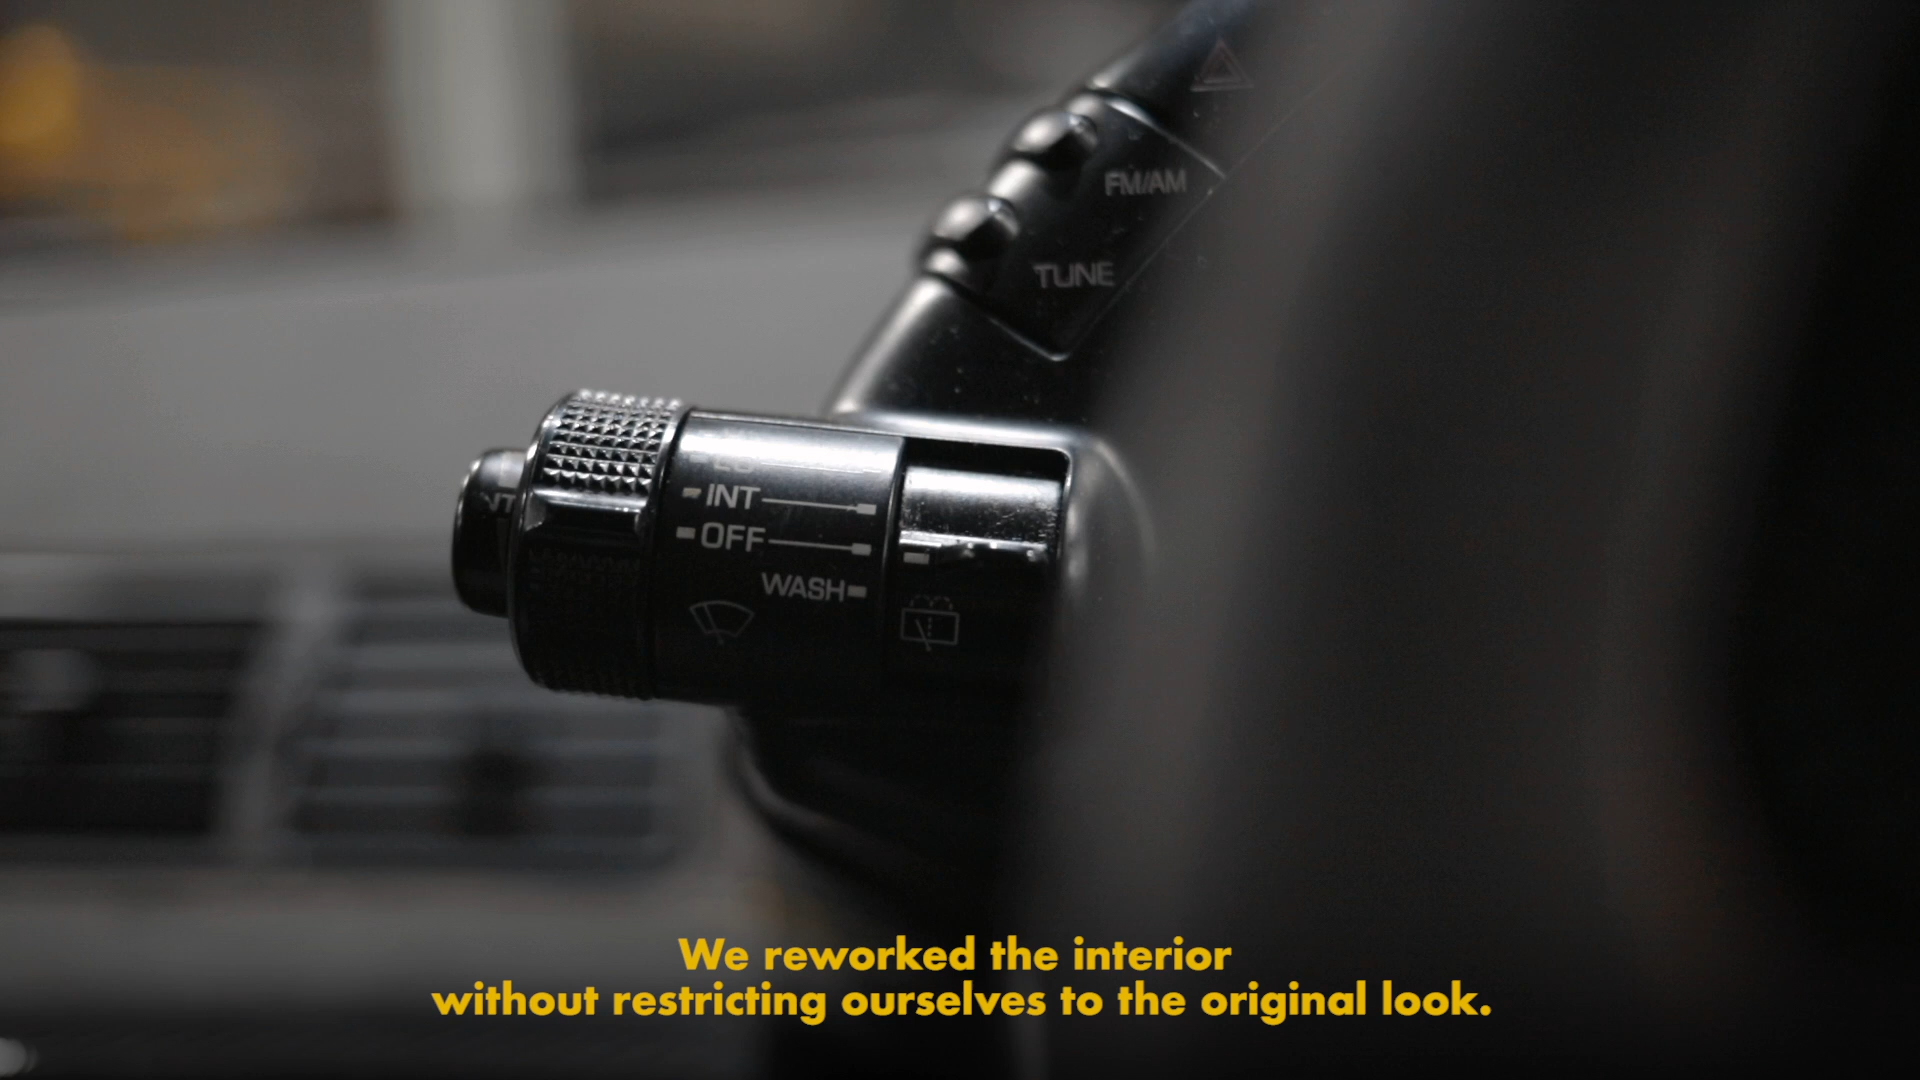 FM/AM
TUNE
INT
OFF
WASH
We reworked the interior
without restricting ourselves to the original look.